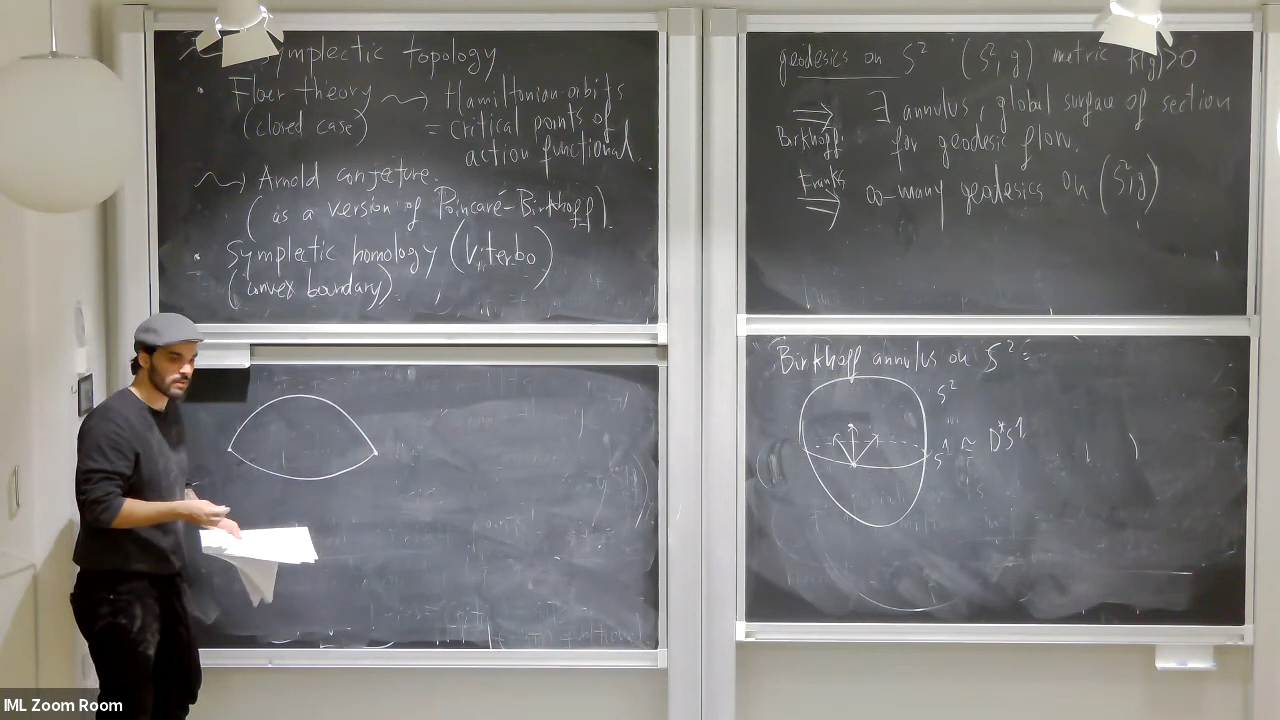 symplectic topology
• Floer theory ⇝ Hamiltonian orbits
(closed case) = critical points of
action functional.
⇝ Arnold conjecture.
(as a version of Poincaré-Birkhoff).
• Symplectic homology (Viterbo)
(convex boundary).
geodesics on S² (S², g) metric K(g)>0
⇒ ∃ annulus, global surface of section
Birkhoff for geodesic flow.
Franks ⇒ ∞-many geodesics on (S², g)
Birkhoff annulus on S²:
S²
S¹ ≅ D*S¹
IML Zoom Room